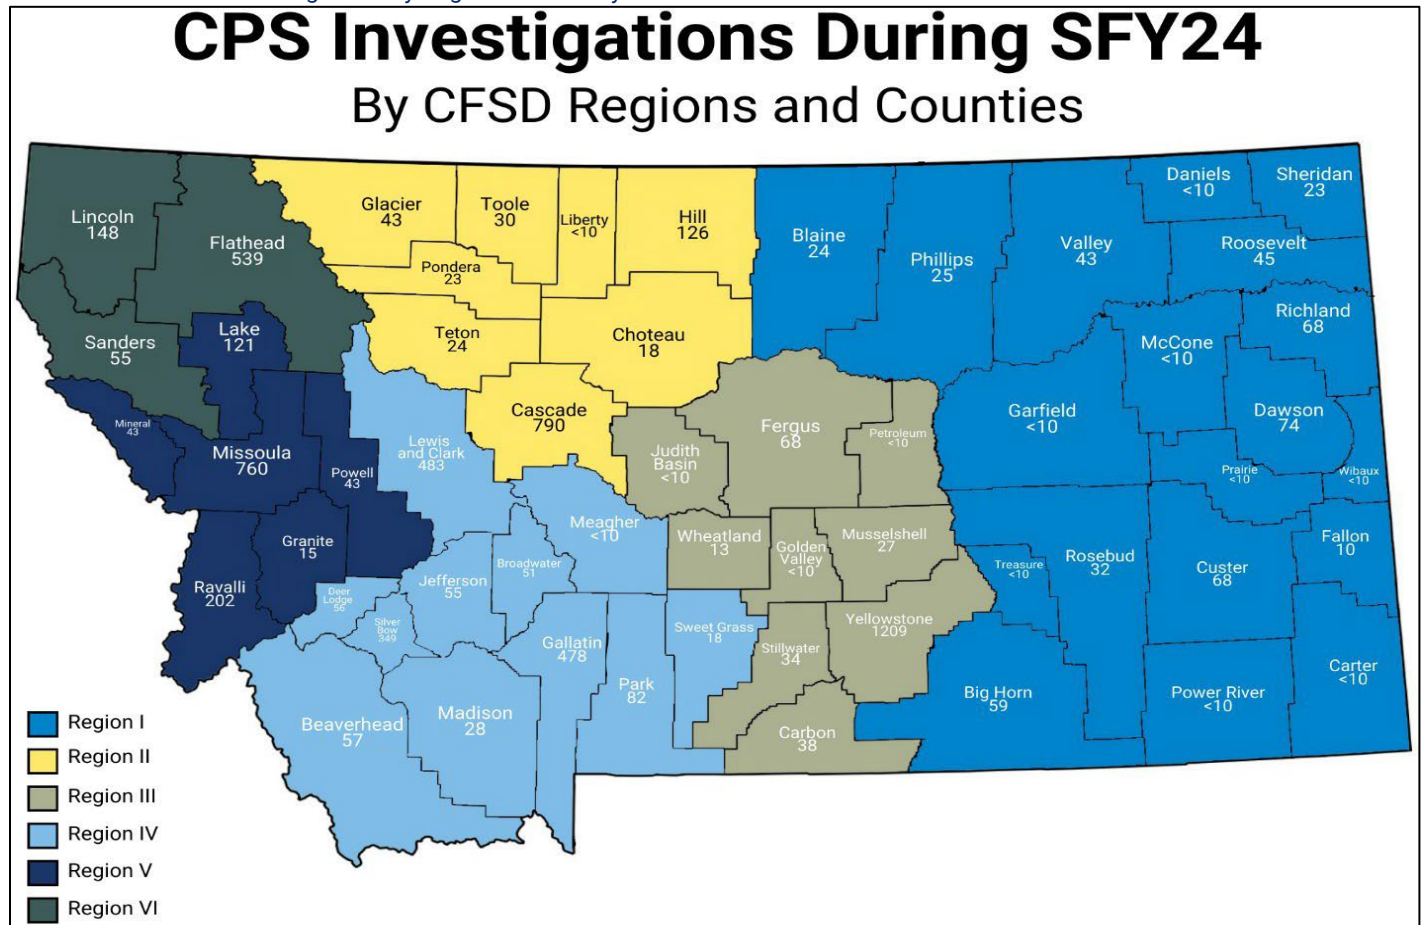 CPS Investigations During SFY24
By CFSD Regions and Counties
Lincoln
148
Flathead
539
Sanders
55
Lake
121
Mineral
43
Missoula
760
Powell
43
Granite
15
Ravalli
202
Glacier
43
Toole
30
Liberty
<10
Hill
126
Pondera
23
Teton
24
Choteau
18
Cascade
790
Lewis
and Clark
483
Meagher
<10
Broadwater
51
Jefferson
55
Deer
Lodge
56
Silver
Bow
349
Beaverhead
57
Madison
28
Gallatin
478
Park
82
Sweet Grass
18
Judith
Basin
<10
Fergus
68
Petroleum
<10
Wheatland
13
Golden
Valley
<10
Musselshell
27
Stillwater
34
Yellowstone
1209
Carbon
38
Blaine
24
Phillips
25
Valley
43
Daniels
<10
Sheridan
23
Roosevelt
45
Richland
68
McCone
<10
Garfield
<10
Dawson
74
Prairie
<10
Wibaux
<10
Fallon
10
Treasure
<10
Rosebud
32
Custer
68
Big Horn
59
Power River
<10
Carter
<10
Region I
Region II
Region III
Region IV
Region V
Region VI